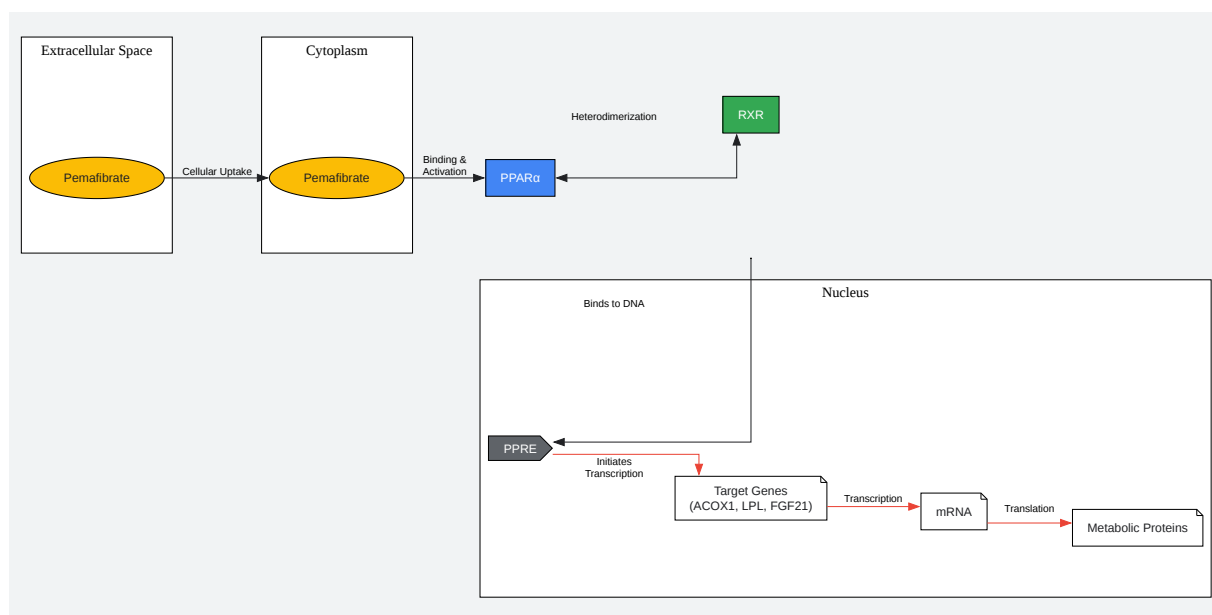 Extracellular Space
Cytoplasm
RXR
Heterodimerization
Pemafibrate
Cellular Uptake
Pemafibrate
Binding &
Activation
PPARα
Nucleus
Binds to DNA
PPRE
Initiates
Transcription
Target Genes
(ACOX1, LPL, FGF21)
Transcription
mRNA
Translation
Metabolic Proteins